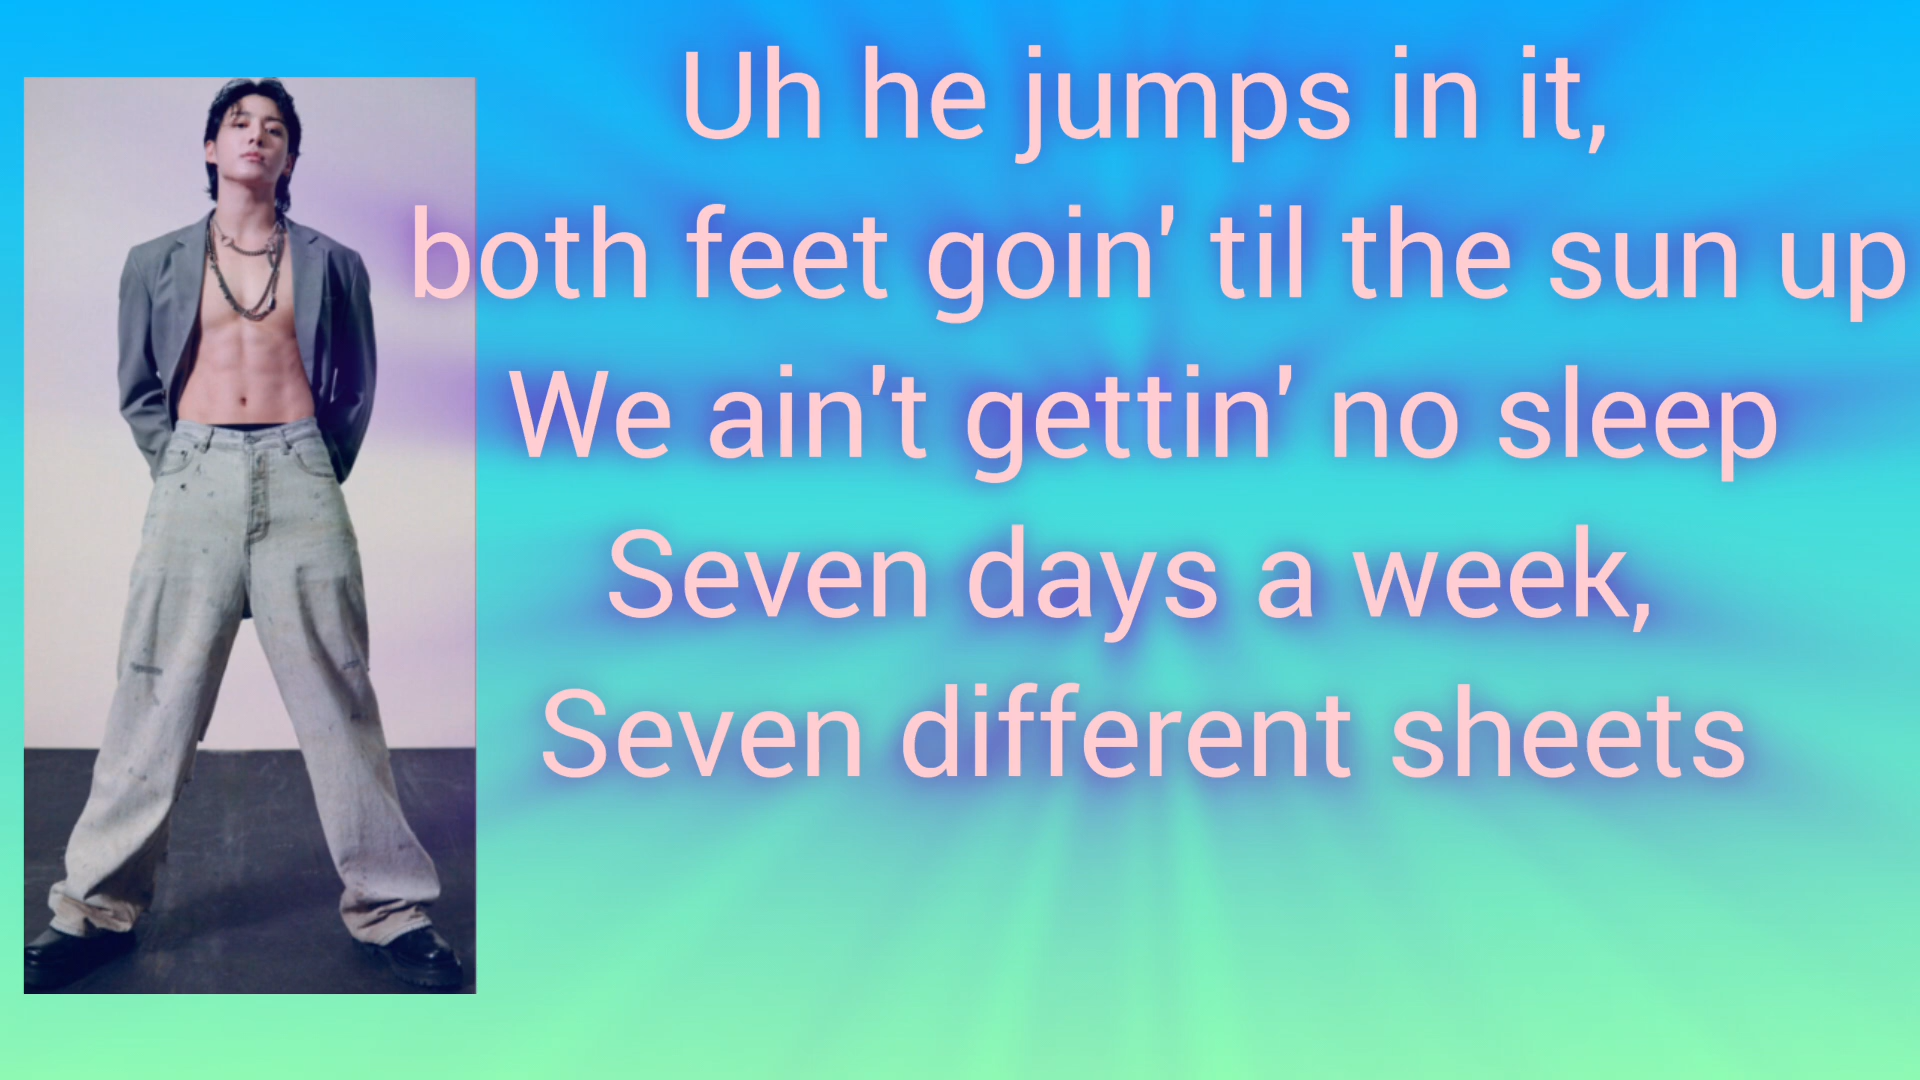 Uh he jumps in it,
both feet goin' til the sun up
We ain't gettin' no sleep
Seven days a week,
Seven different sheets